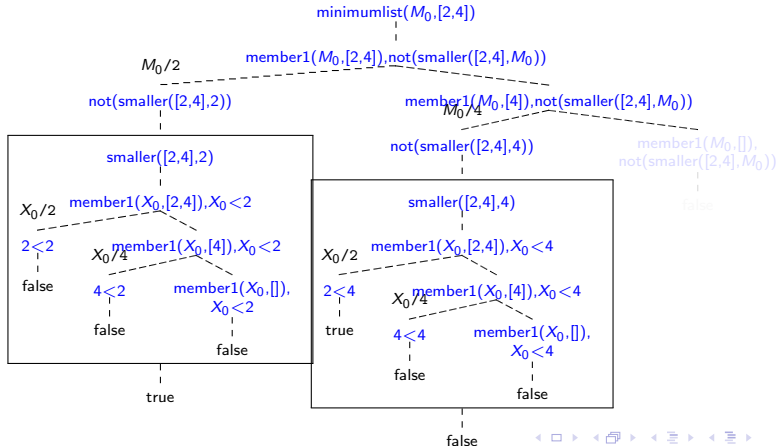 minimumlist(M₀,[2,4])
member1(M₀,[2,4]),not(smaller([2,4],M₀))
M₀/2
not(smaller([2,4],2))
member1(M₀,[4]),not(smaller([2,4],M₀))
M₀/4
not(smaller([2,4],4))
member1(M₀,[]),
not(smaller([2,4],M₀))
false
smaller([2,4],2)
member1(X₀,[2,4]),X₀<2
X₀/2
2<2
false
member1(X₀,[4]),X₀<2
X₀/4
4<2
false
member1(X₀,[]),
X₀<2
false
true
smaller([2,4],4)
member1(X₀,[2,4]),X₀<4
X₀/2
2<4
true
member1(X₀,[4]),X₀<4
X₀/4
4<4
false
member1(X₀,[]),
X₀<4
false
false